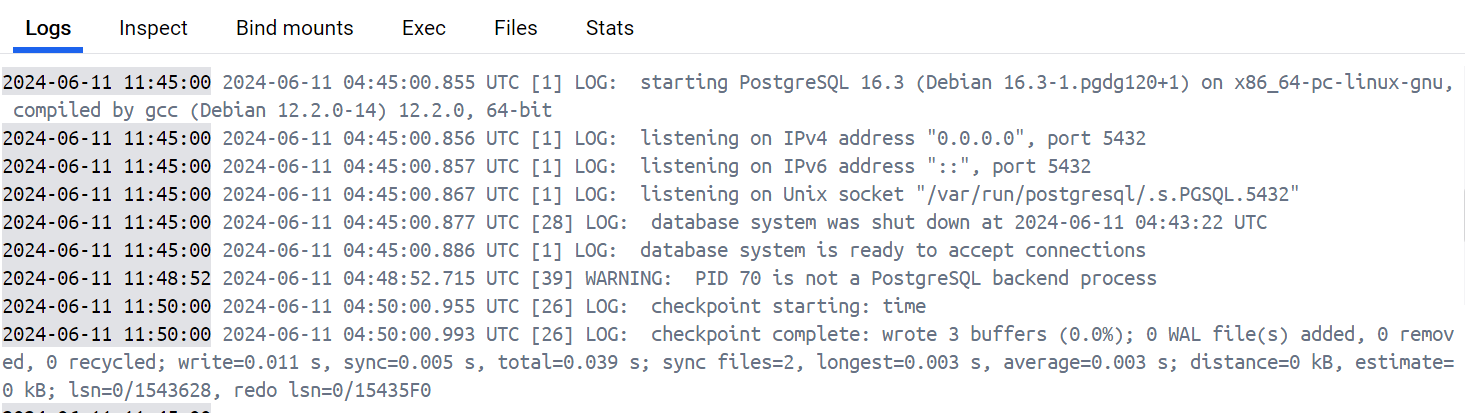 Logs Inspect Bind mounts Exec Files Stats
2024-06-11 11:45:00 2024-06-11 04:45:00.855 UTC [1] LOG:  starting PostgreSQL 16.3 (Debian 16.3-1.pgdg120+1) on x86_64-pc-linux-gnu,
compiled by gcc (Debian 12.2.0-14) 12.2.0, 64-bit
2024-06-11 11:45:00 2024-06-11 04:45:00.856 UTC [1] LOG:  listening on IPv4 address "0.0.0.0", port 5432
2024-06-11 11:45:00 2024-06-11 04:45:00.857 UTC [1] LOG:  listening on IPv6 address "::", port 5432
2024-06-11 11:45:00 2024-06-11 04:45:00.867 UTC [1] LOG:  listening on Unix socket "/var/run/postgresql/.s.PGSQL.5432"
2024-06-11 11:45:00 2024-06-11 04:45:00.877 UTC [28] LOG:  database system was shut down at 2024-06-11 04:43:22 UTC
2024-06-11 11:45:00 2024-06-11 04:45:00.886 UTC [1] LOG:  database system is ready to accept connections
2024-06-11 11:48:52 2024-06-11 04:48:52.715 UTC [39] WARNING:  PID 70 is not a PostgreSQL backend process
2024-06-11 11:50:00 2024-06-11 04:50:00.955 UTC [26] LOG:  checkpoint starting: time
2024-06-11 11:50:00 2024-06-11 04:50:00.993 UTC [26] LOG:  checkpoint complete: wrote 3 buffers (0.0%); 0 WAL file(s) added, 0 remov
ed, 0 recycled; write=0.011 s, sync=0.005 s, total=0.039 s; sync files=2, longest=0.003 s, average=0.003 s; distance=0 kB, estimate=
0 kB; lsn=0/1543628, redo lsn=0/15435F0